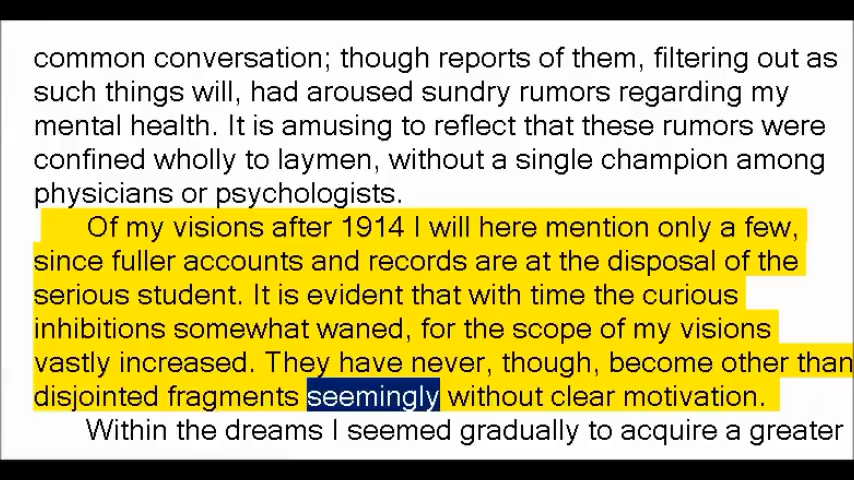 common conversation; though reports of them, filtering out as
such things will, had aroused sundry rumors regarding my
mental health. It is amusing to reflect that these rumors were
confined wholly to laymen, without a single champion among
physicians or psychologists.
Of my visions after 1914 I will here mention only a few,
since fuller accounts and records are at the disposal of the
serious student. It is evident that with time the curious
inhibitions somewhat waned, for the scope of my visions
vastly increased. They have never, though, become other than
disjointed fragments seemingly without clear motivation.
Within the dreams I seemed gradually to acquire a greater